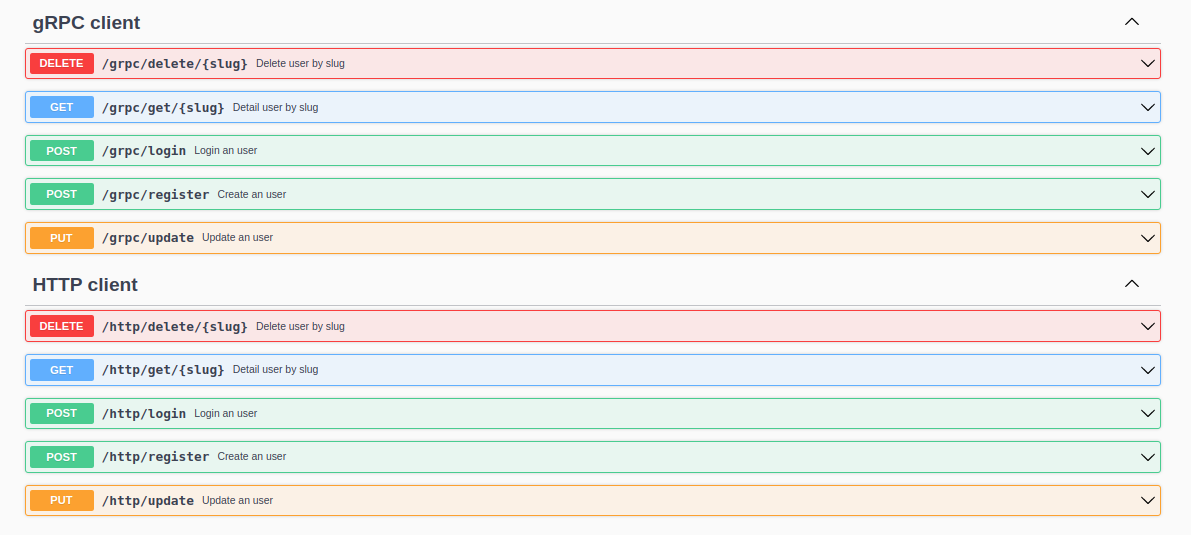 gRPC client
DELETE /grpc/delete/{slug} Delete user by slug
GET /grpc/get/{slug} Detail user by slug
POST /grpc/login Login an user
POST /grpc/register Create an user
PUT /grpc/update Update an user
HTTP client
DELETE /http/delete/{slug} Delete user by slug
GET /http/get/{slug} Detail user by slug
POST /http/login Login an user
POST /http/register Create an user
PUT /http/update Update an user